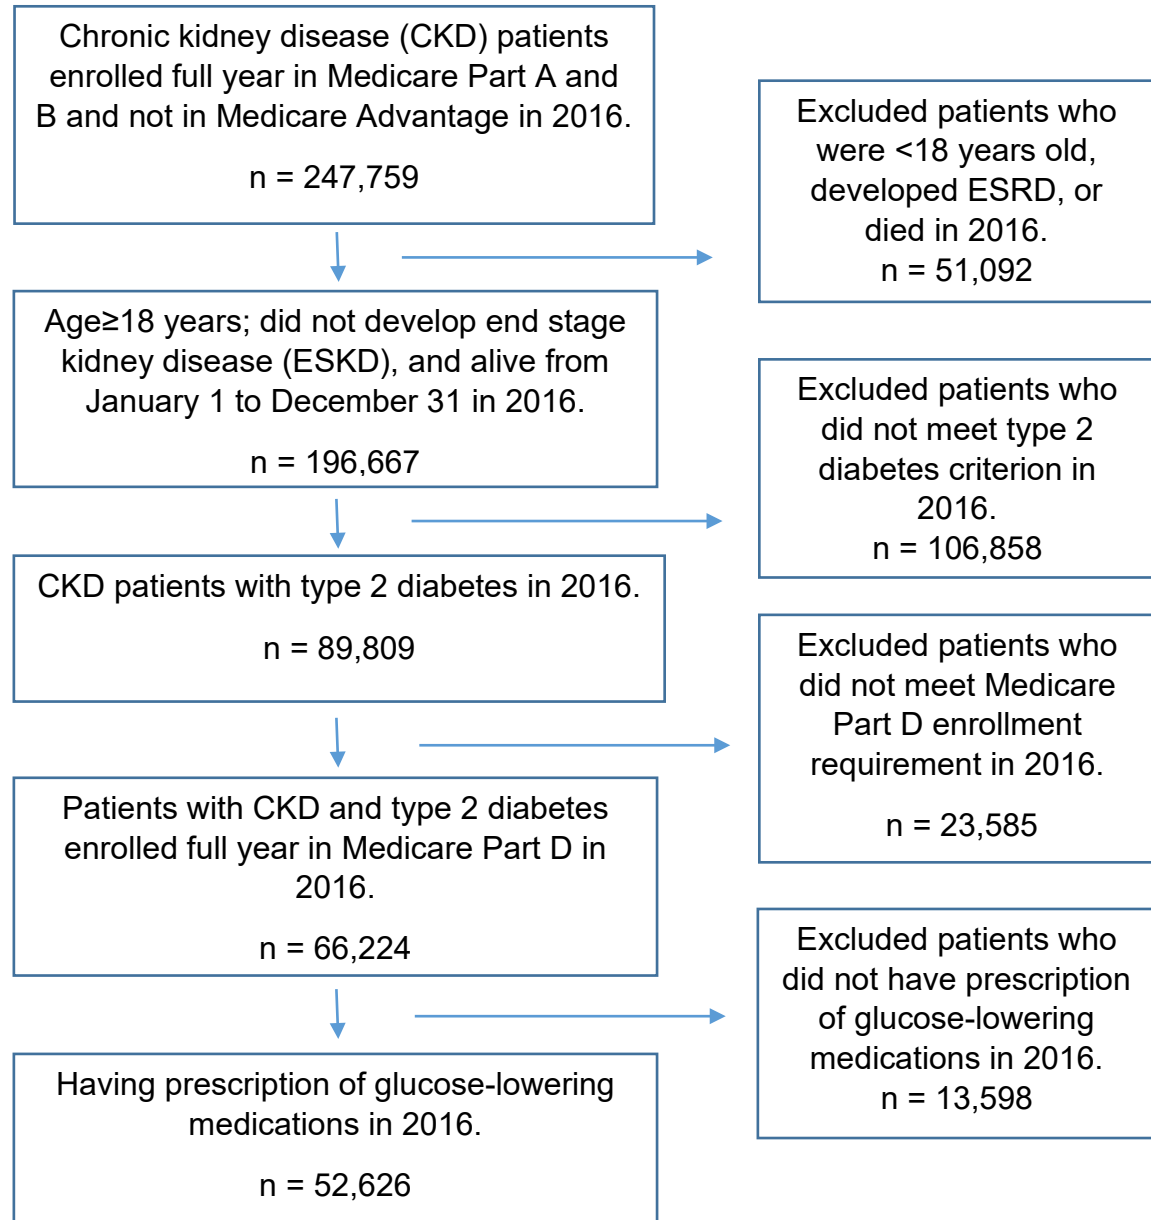 Chronic kidney disease (CKD) patients
enrolled full year in Medicare Part A and
B and not in Medicare Advantage in 2016.
n = 247,759
Excluded patients who
were <18 years old,
developed ESRD, or
died in 2016.
n = 51,092
Age≥18 years; did not develop end stage
kidney disease (ESKD), and alive from
January 1 to December 31 in 2016.
n = 196,667
Excluded patients who
did not meet type 2
diabetes criterion in
2016.
n = 106,858
CKD patients with type 2 diabetes in 2016.
n = 89,809
Excluded patients who
did not meet Medicare
Part D enrollment
requirement in 2016.
n = 23,585
Patients with CKD and type 2 diabetes
enrolled full year in Medicare Part D in
2016.
n = 66,224
Excluded patients who
did not have prescription
of glucose-lowering
medications in 2016.
n = 13,598
Having prescription of glucose-lowering
medications in 2016.
n = 52,626